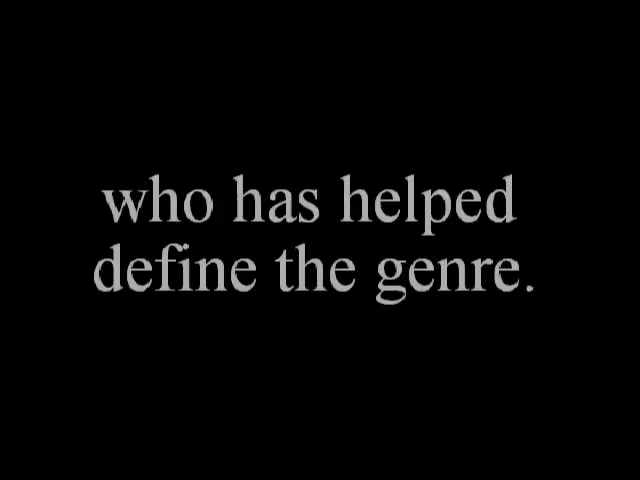 who has helped
define the genre.